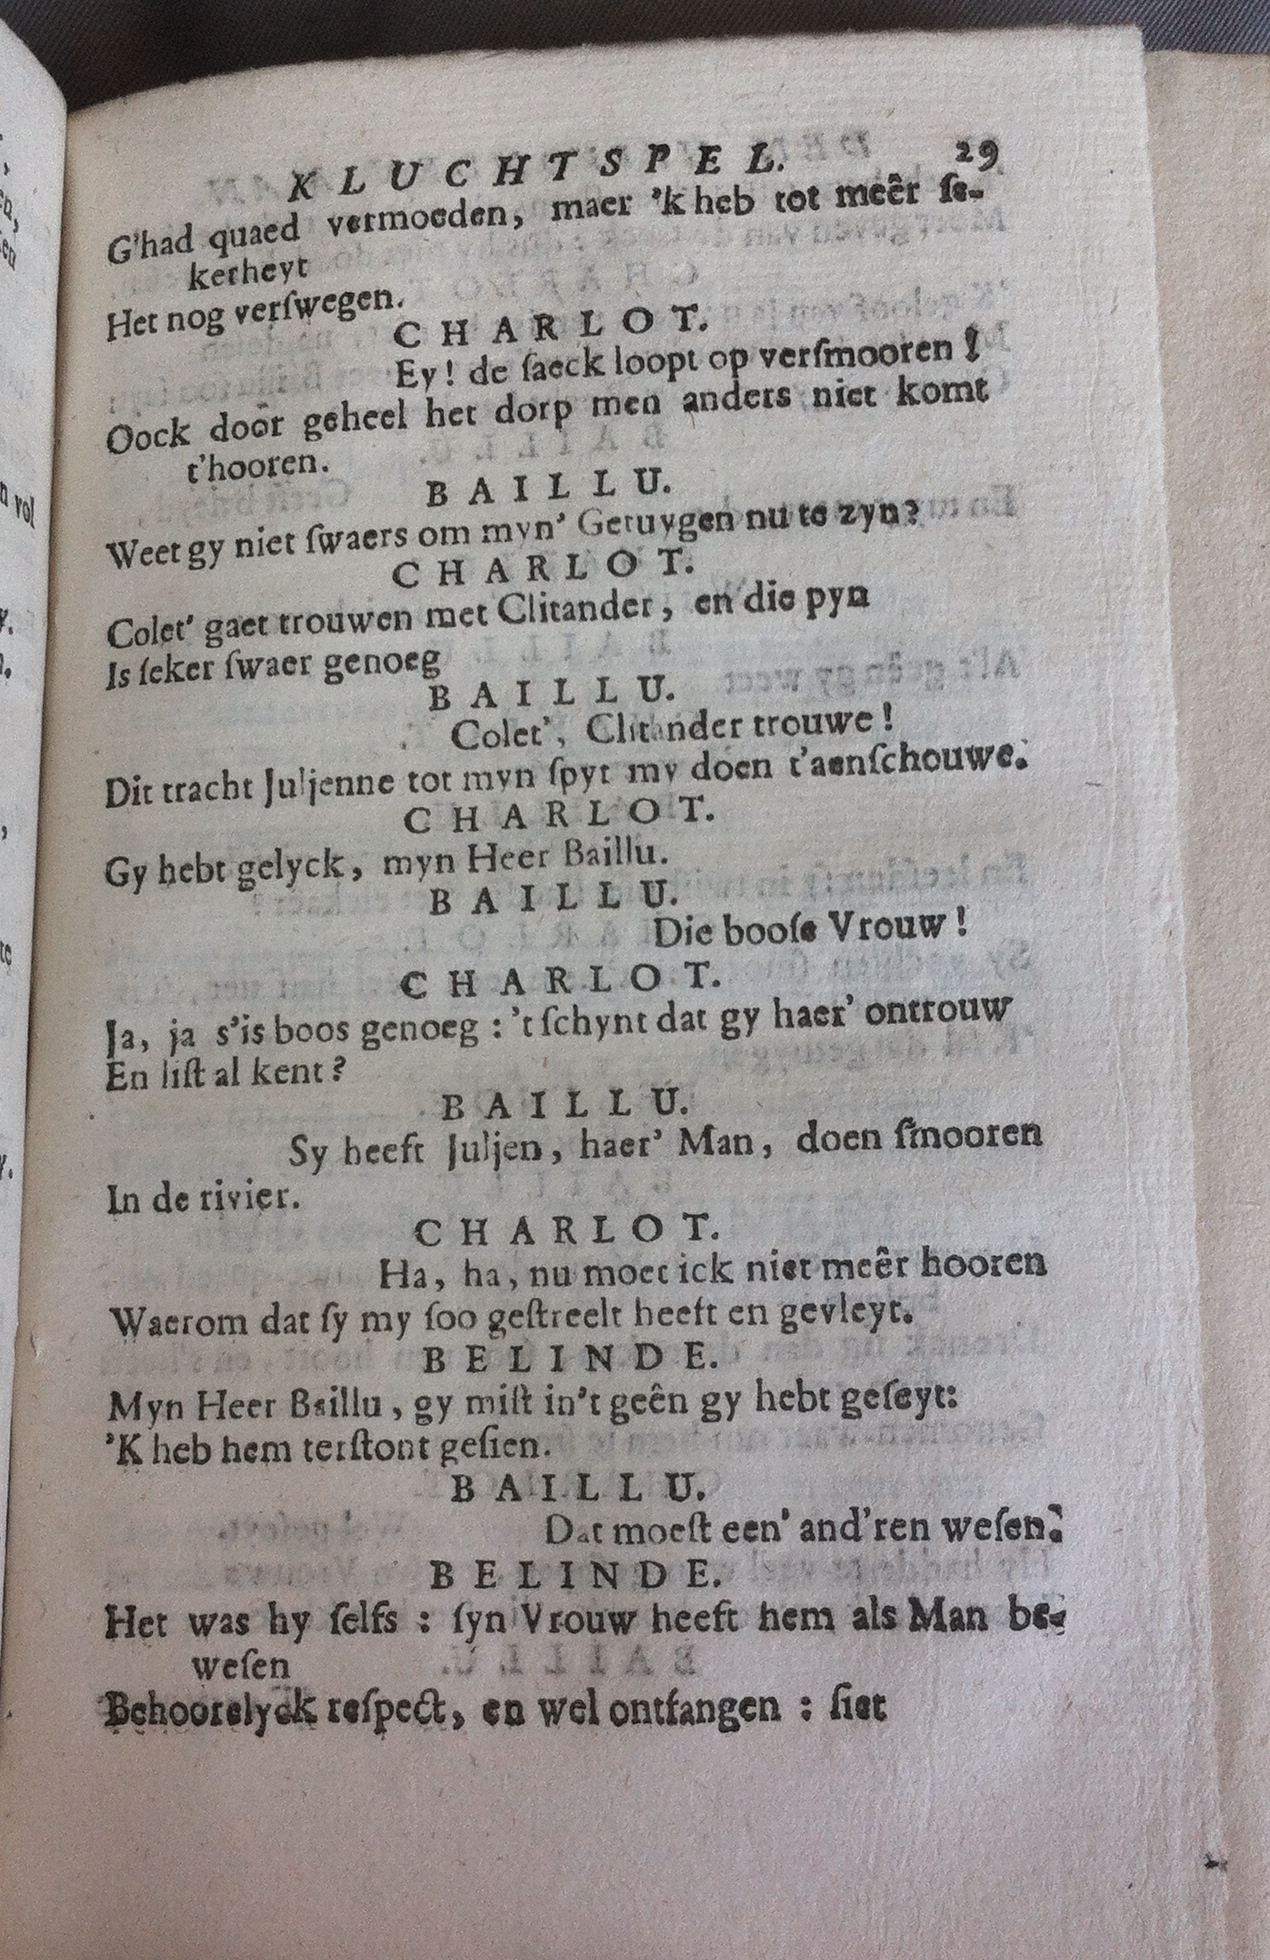 KLUCHTSPEL. 29
G'had quaed vermoeden, maer 'k heb tot meêr ſe-
kerheyt
Het nog verſwegen.
CHARLOT.
Ey! de ſaeck loopt op verſmooren!
Oock doôr geheel het dorp men anders niet komt
t'hooren.
BAILLU.
Weet gy niet ſwaers om myn' Getuygen nu te zyn?
CHARLOT.
Colet' gaet trouwen met Clitander, en die pyn
Is ſeker ſwaer genoeg
BAILLU.
Colet', Clitander trouwe!
Dit tracht Juljenne tot myn ſpyt my doen t'aenſchouwe.
CHARLOT.
Gy hebt gelyck, myn Heer Baillu.
BAILLU.
Die booſe Vrouw!
CHARLOT.
Ja, ja s'is boos genoeg: 't ſchynt dat gy haer' ontrouw
En liſt al kent?
BAILLU.
Sy heeft Juljen, haer' Man, doen ſmooren
In de rivier.
CHARLOT.
Ha, ha, nu moet ick niet meêr hooren
Waerom dat ſy my ſoo geſtreelt heeft en gevleyt.
BELINDE.
Myn Heer Baillu, gy miſt in't geên gy hebt geſeyt:
'K heb hem terſtont geſien.
BAILLU.
Dat moeſt een' and'ren weſen.
BELINDE.
Het was hy ſelfs: ſyn Vrouw heeft hem als Man be-
weſen
Behoorelyck reſpect, en wel ontfangen: ſiet